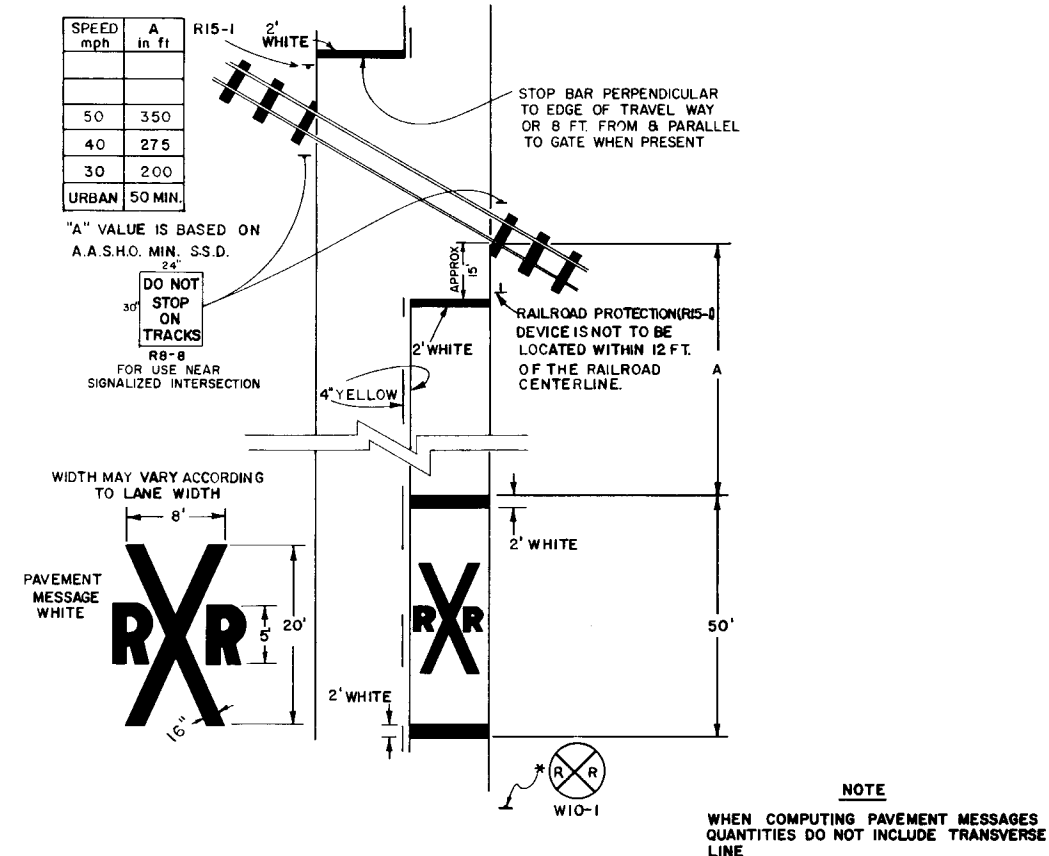 SPEED mph
A in ft
50 350
40 275
30 200
URBAN 50 MIN.
"A" VALUE IS BASED ON
A.A.S.H.O. MIN. S.S.D.
R15-1
2'
WHITE
STOP BAR PERPENDICULAR
TO EDGE OF TRAVEL WAY
OR 8 FT. FROM & PARALLEL
TO GATE WHEN PRESENT
24"
30"
DO NOT
STOP
ON
TRACKS
R8-8
FOR USE NEAR
SIGNALIZED INTERSECTION
APPROX
15'
2' WHITE
RAILROAD PROTECTION(R15-1)
DEVICE IS NOT TO BE
LOCATED WITHIN 12 FT.
OF THE RAILROAD
CENTERLINE.
A
4" YELLOW
WIDTH MAY VARY ACCORDING
TO LANE WIDTH
8'
PAVEMENT
MESSAGE
WHITE
R X R
5'
20'
16"
2' WHITE
R X R
50'
2' WHITE
* R R
W10-1
NOTE
WHEN COMPUTING PAVEMENT MESSAGES
QUANTITIES DO NOT INCLUDE TRANSVERSE
LINE